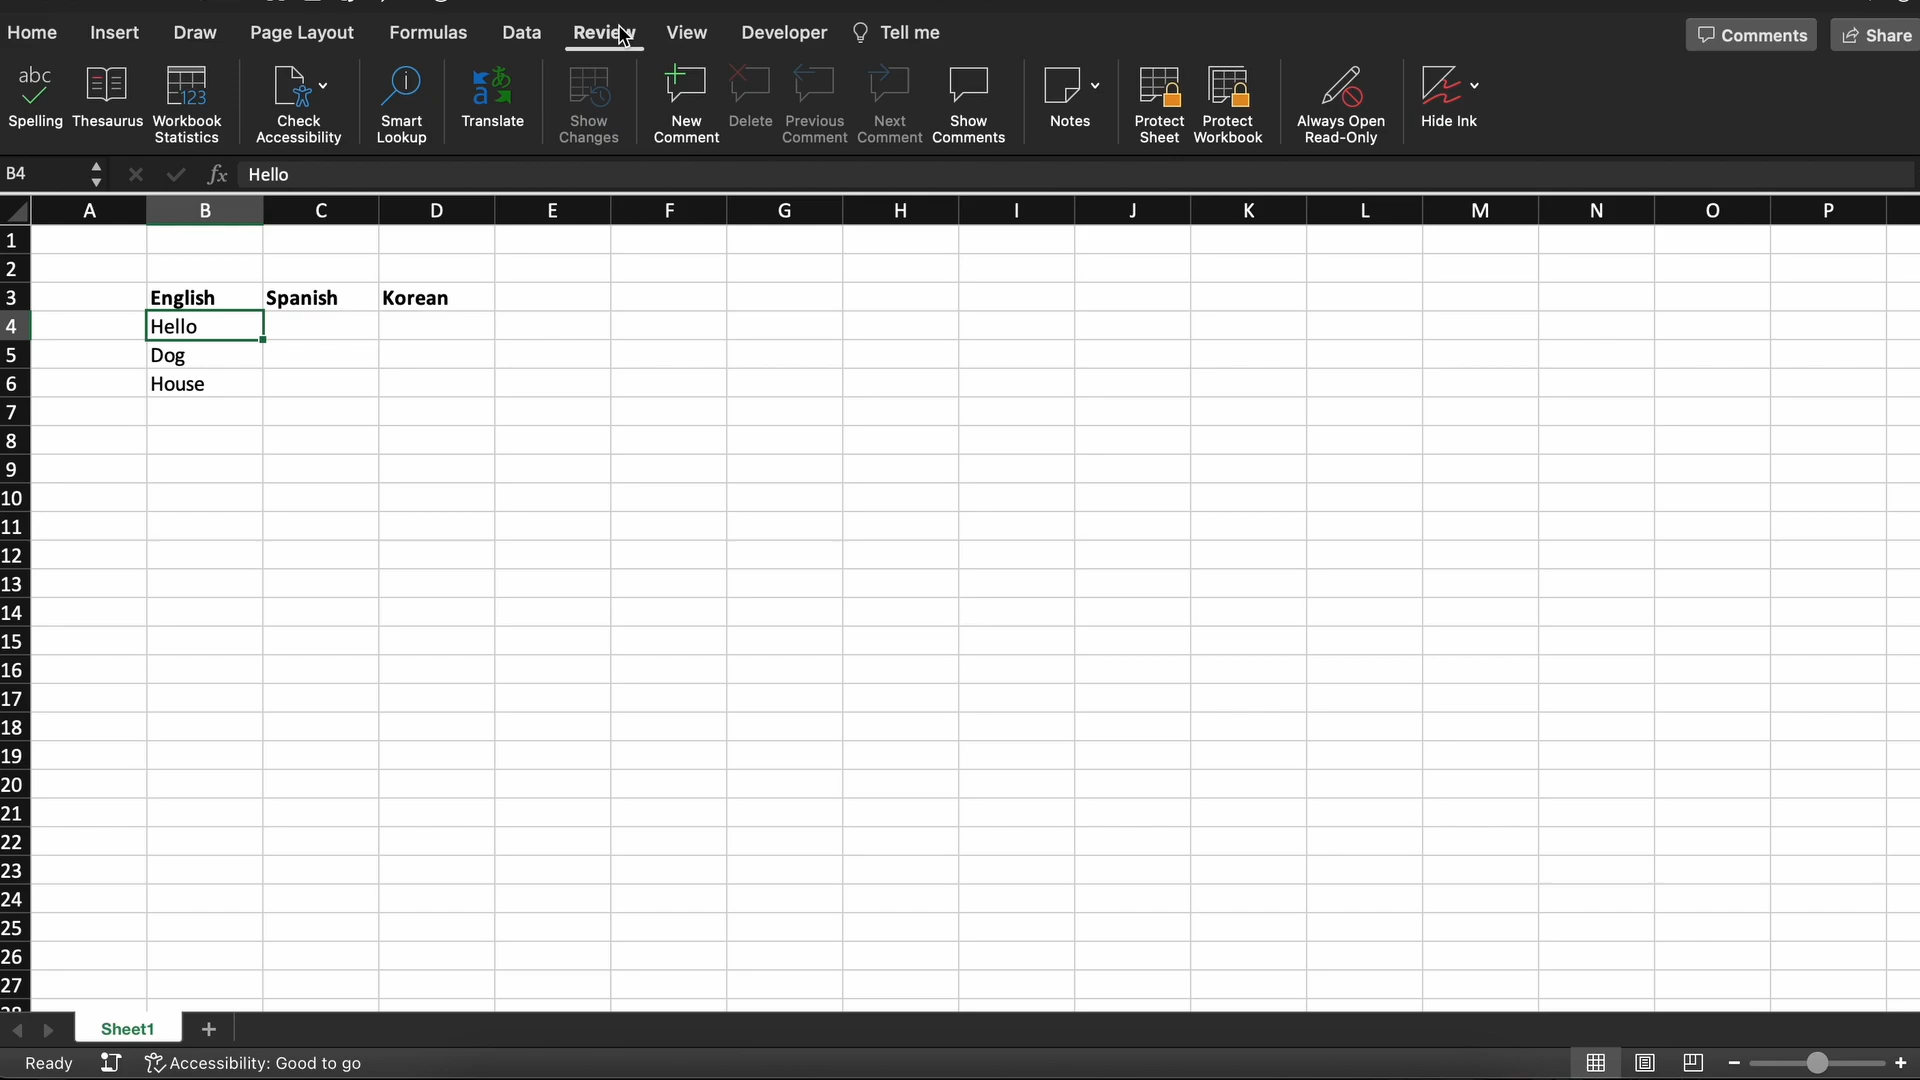 Home Insert Draw Page Layout Formulas Data Review View Developer Tell me Comments Share
abc
123
a あ
Spelling Thesaurus Workbook Statistics Check Accessibility Smart Lookup Translate Show Changes New Comment Delete Previous Comment Next Comment Show Comments Notes Protect Sheet Protect Workbook Always Open Read-Only Hide Ink
B4 fx Hello
A B C D E F G H I J K L M N O P
1
2
3 English Spanish Korean
4 Hello
5 Dog
6 House
7
8
9
10
11
12
13
14
15
16
17
18
19
20
21
22
23
24
25
26
27
Sheet1 +
Ready Accessibility: Good to go